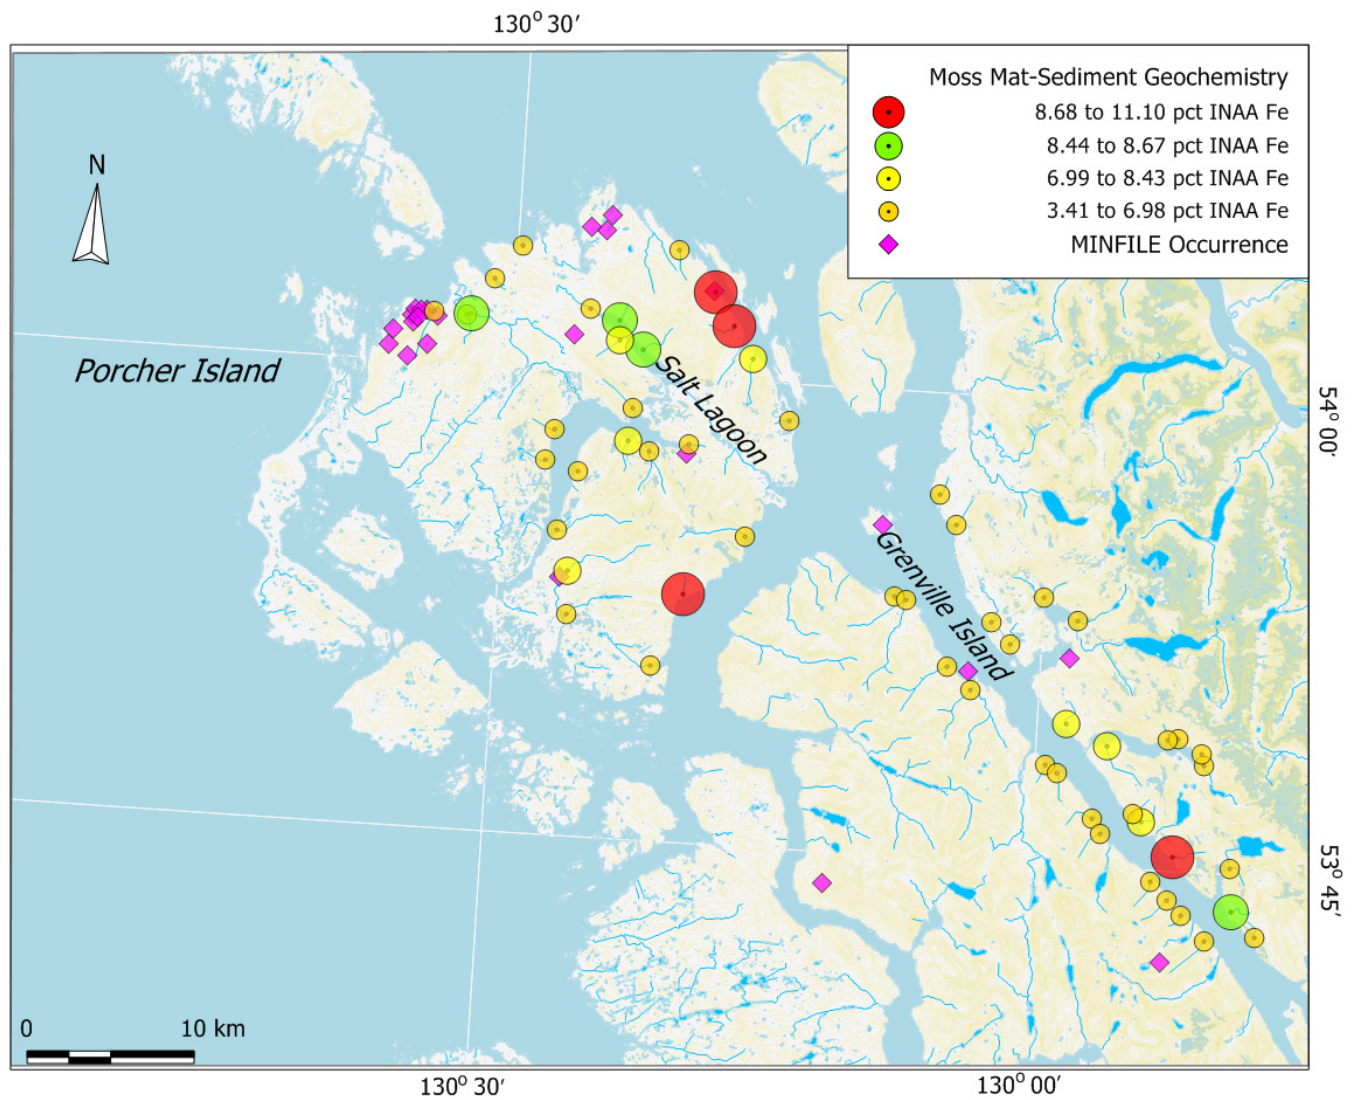 130° 30′
Moss Mat-Sediment Geochemistry
8.68 to 11.10 pct INAA Fe
8.44 to 8.67 pct INAA Fe
6.99 to 8.43 pct INAA Fe
3.41 to 6.98 pct INAA Fe
MINFILE Occurrence
N
Porcher Island
Salt Lagoon
54° 00′
Grenville Island
53° 45′
0 10 km
130° 30′
130° 00′